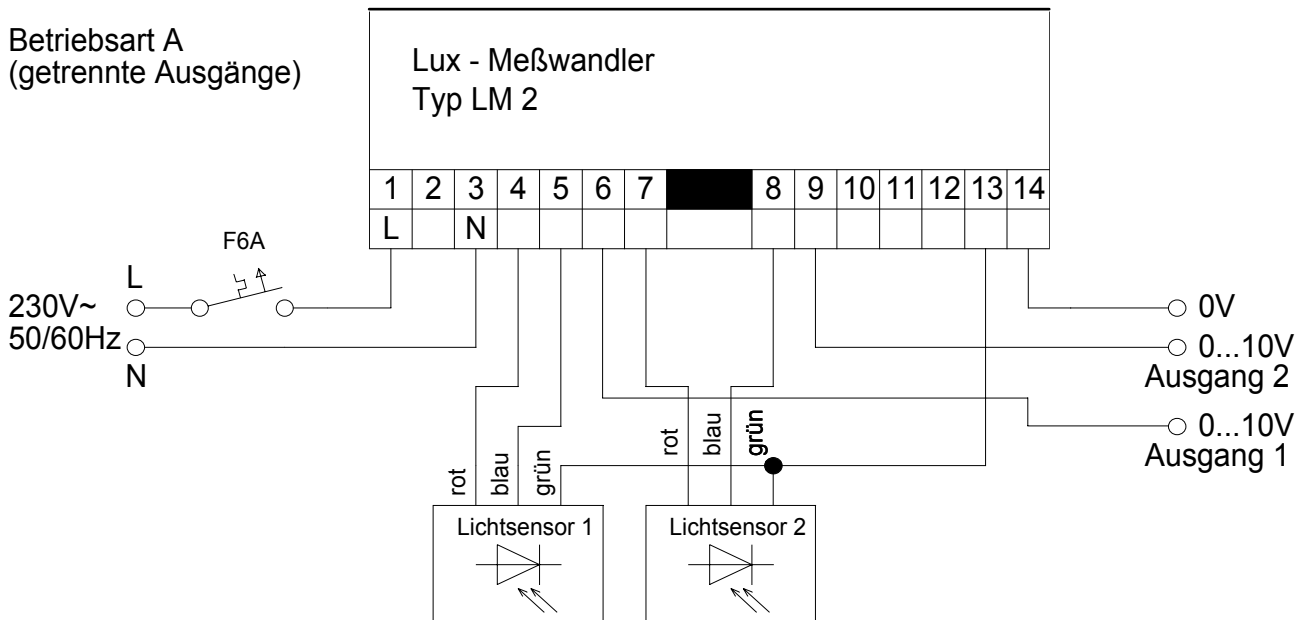 Betriebsart A
(getrennte Ausgänge)
Lux - Meßwandler
Typ LM 2
1 2 3 4 5 6 7 8 9 10 11 12 13 14
L N
F6A
L
230V~
50/60Hz
N
0V
0...10V
Ausgang 2
0...10V
Ausgang 1
rot
blau
grün
rot
blau
grün
Lichtsensor 1
Lichtsensor 2